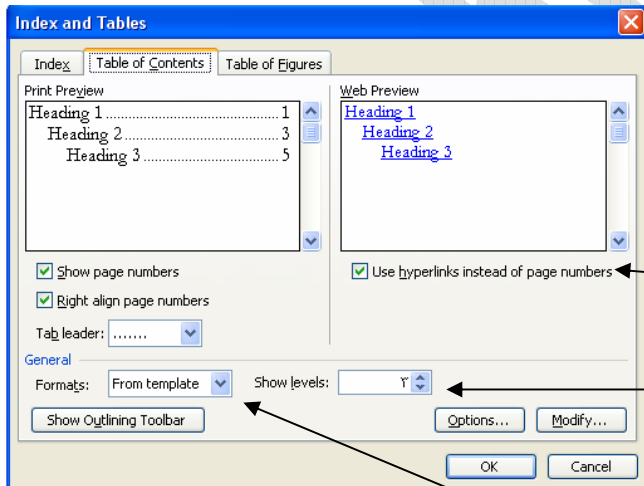 Index and Tables
Index
Table of Contents
Table of Figures
Print Preview
Heading 1.......................................1
Heading 2..................................3
Heading 3..............................5
Web Preview
Heading 1
Heading 2
Heading 3
Show page numbers
Right align page numbers
Tab leader: .......
Use hyperlinks instead of page numbers
General
Formats: From template
Show levels: ٣
Show Outlining Toolbar
Options...
Modify...
OK
Cancel